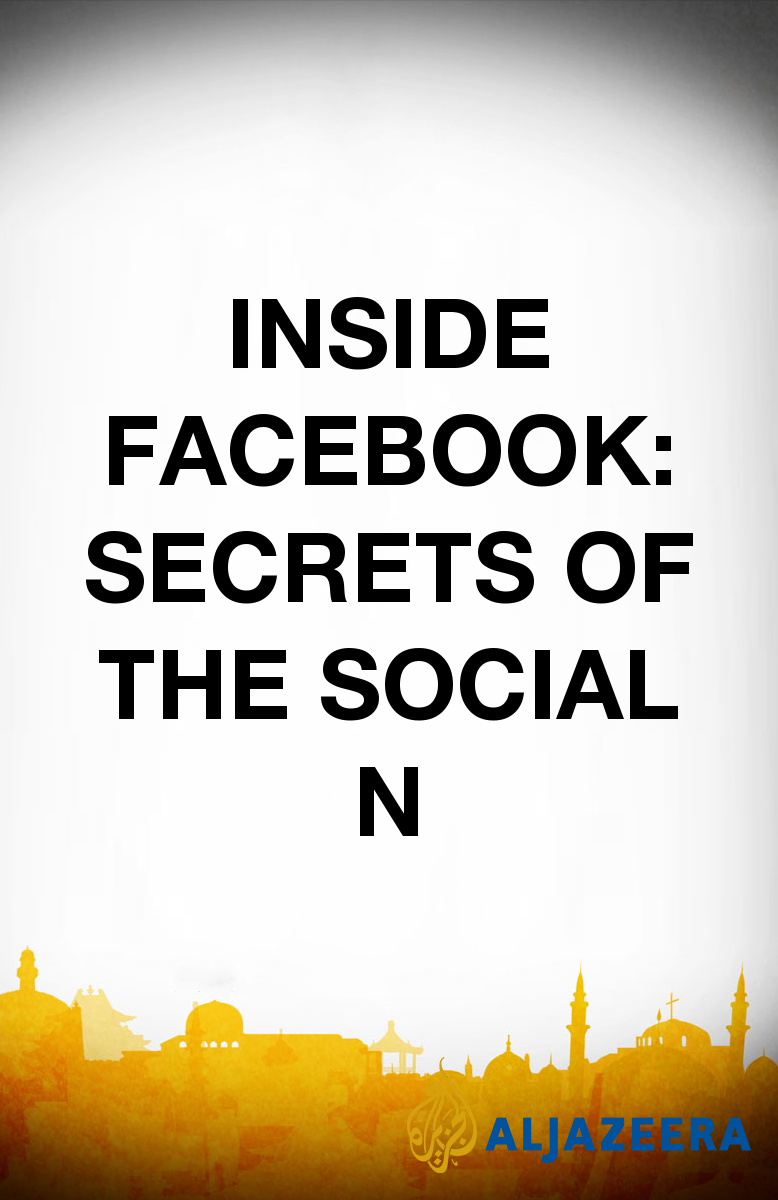 INSIDE
FACEBOOK:
SECRETS OF
THE SOCIAL
N
ALJAZEERA